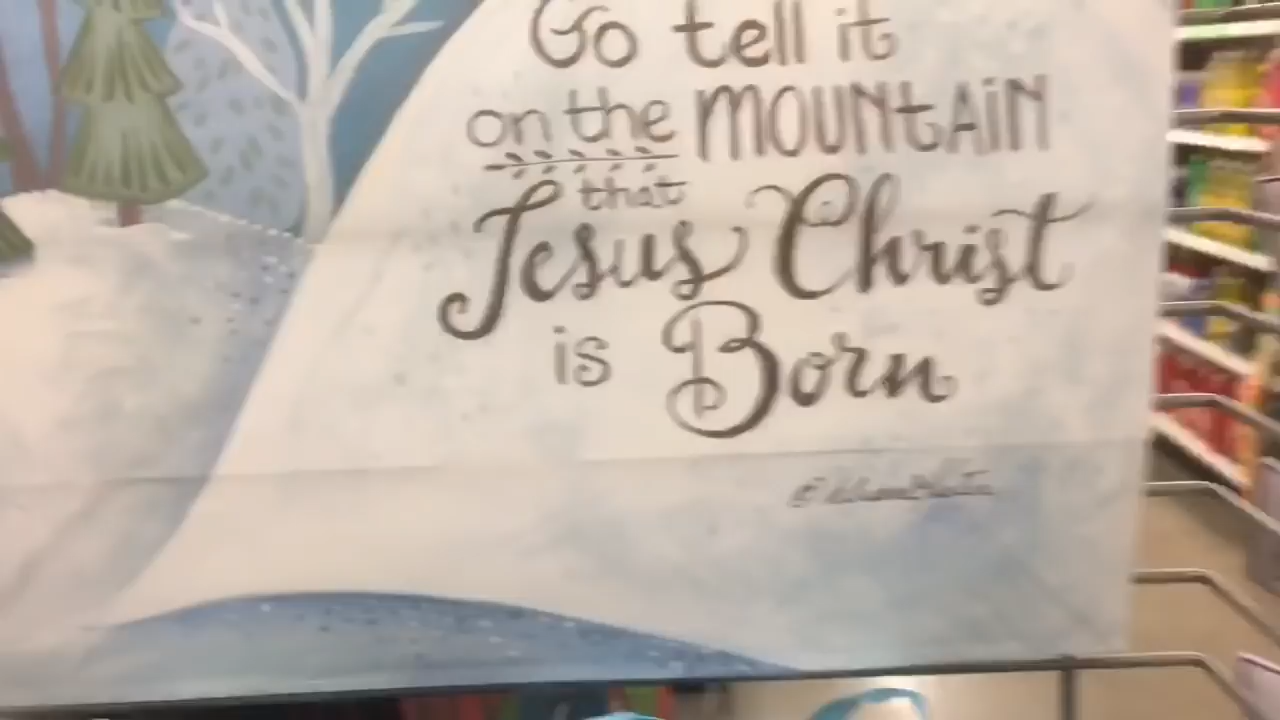 Go tell it
on the MOUNtAiN
that
Jesus Christ
is Born